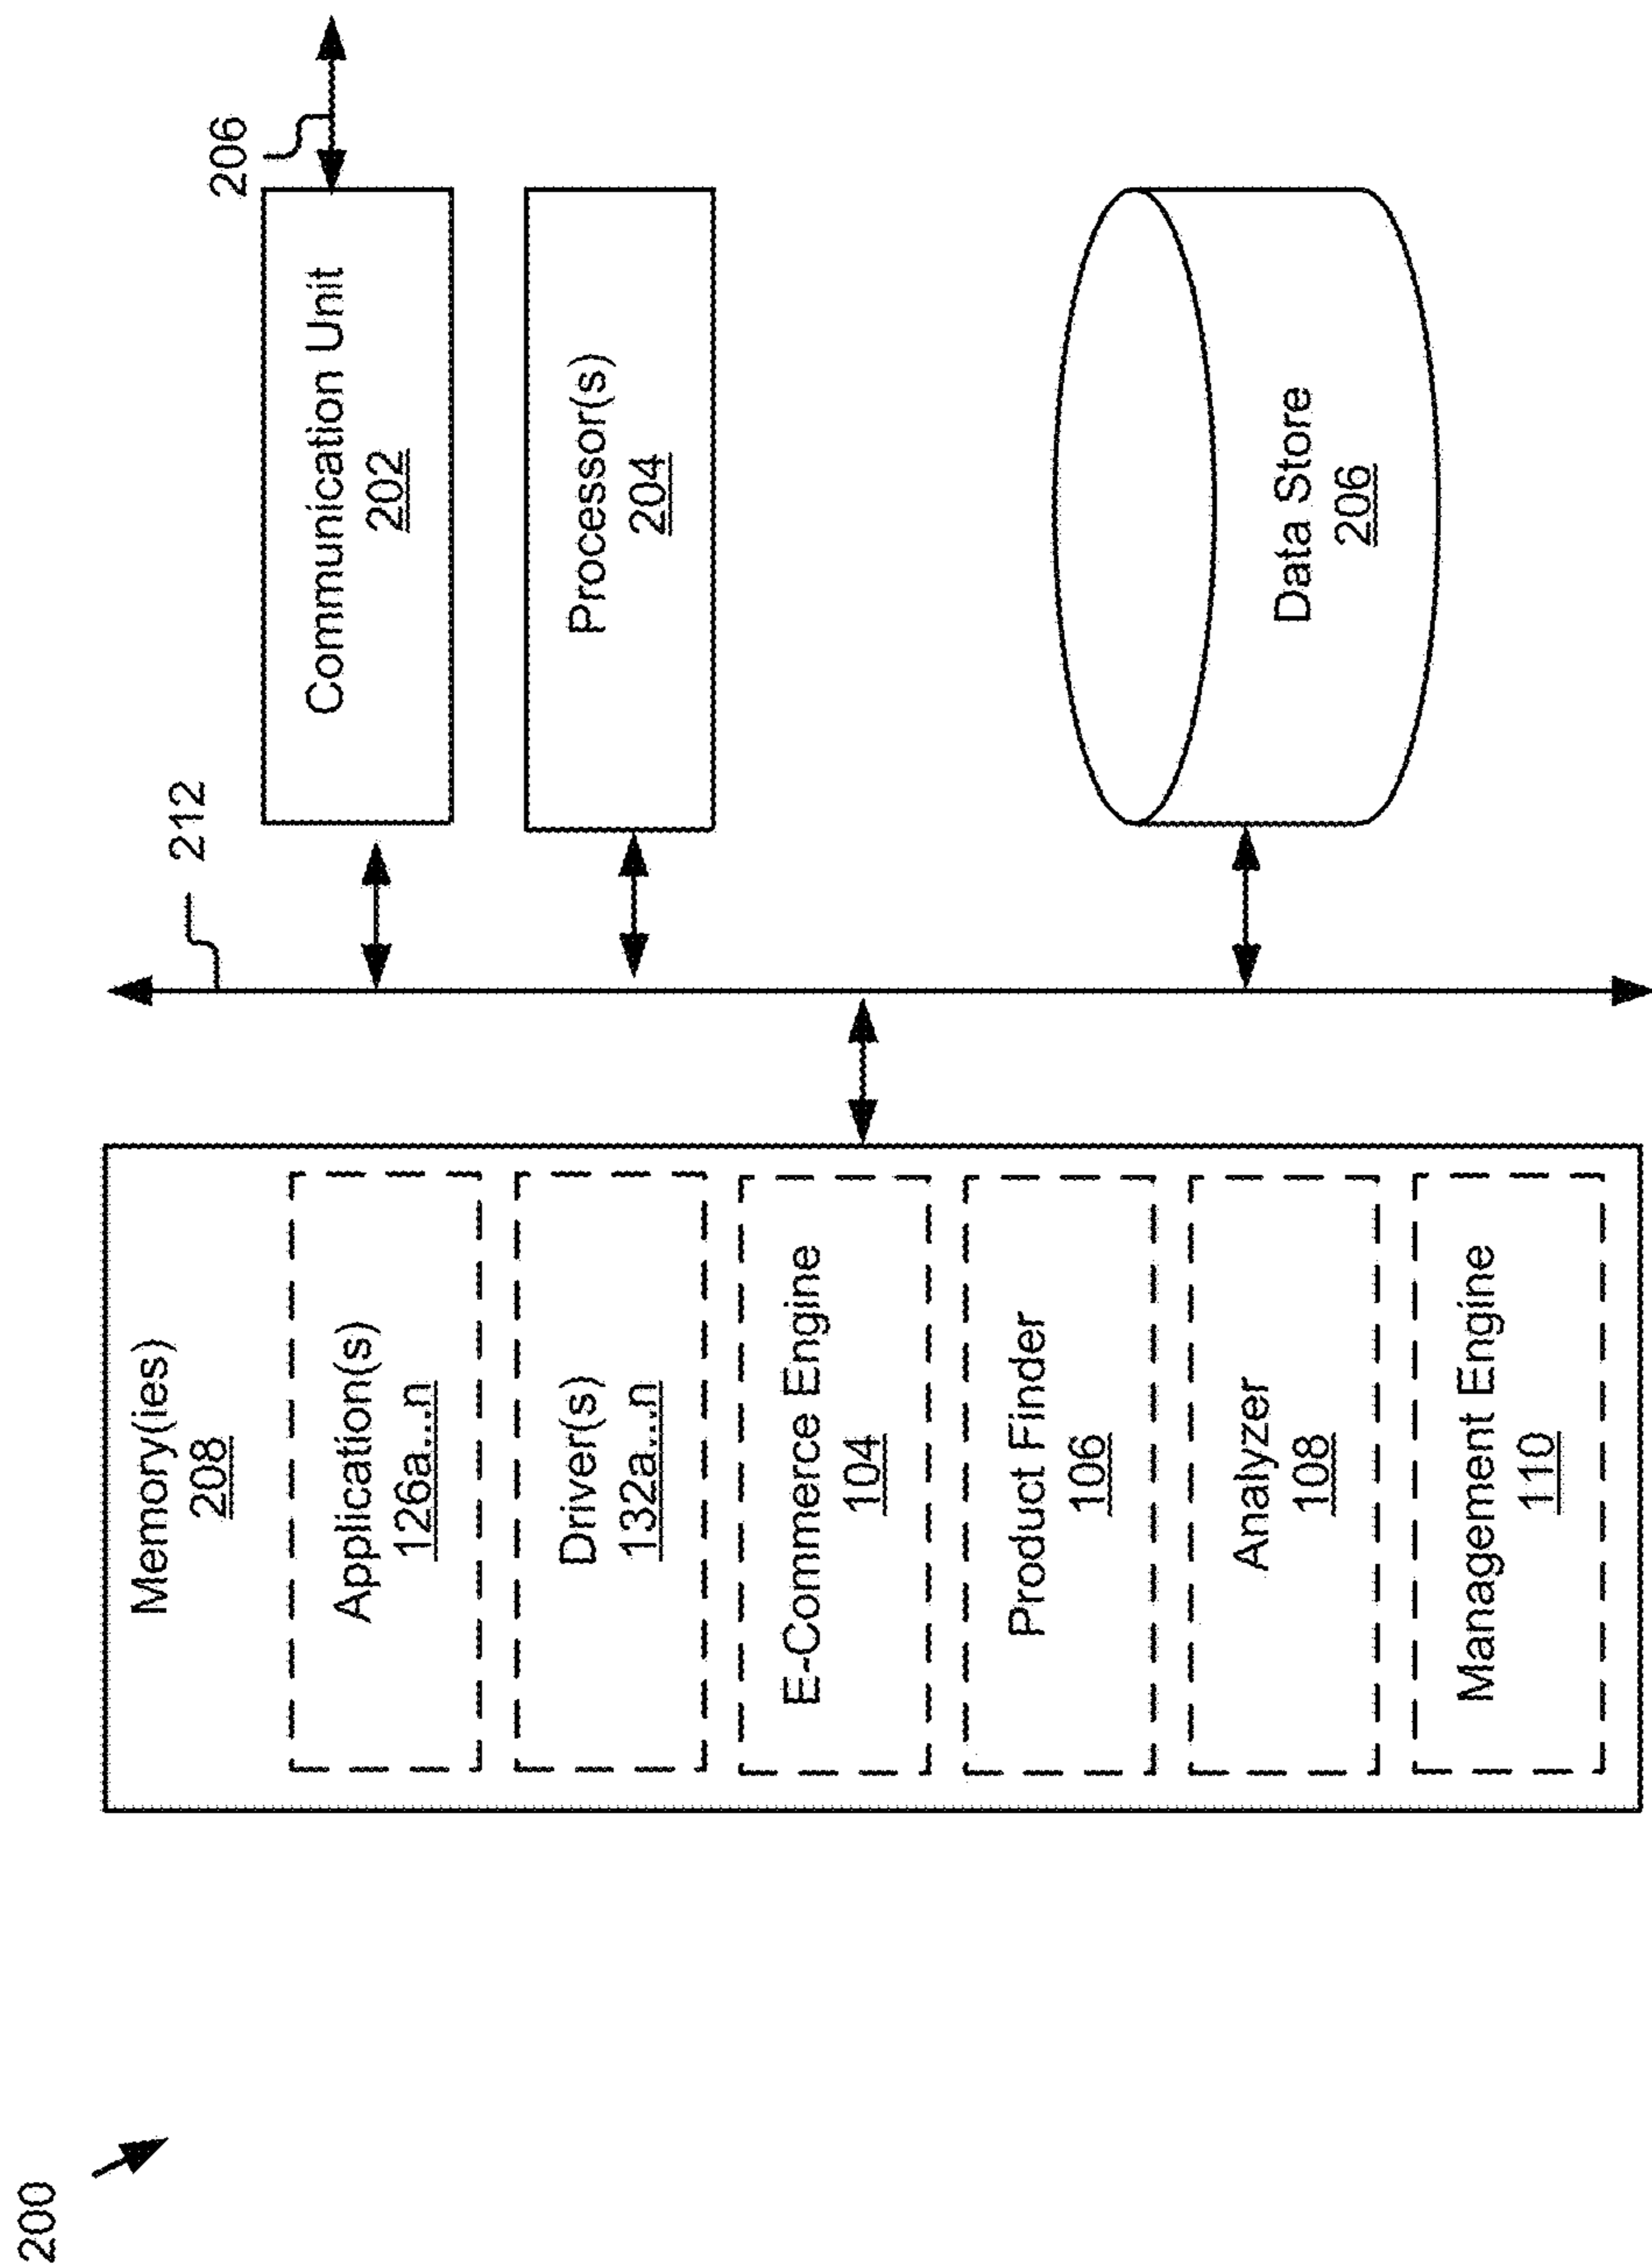 200
Memory(ies)
208
Application(s)
126a...n
Driver(s)
132a...n
E-Commerce Engine
104
Product Finder
106
Analyzer
108
Management Engine
110
212
206
Communication Unit
202
Processor(s)
204
Data Store
206